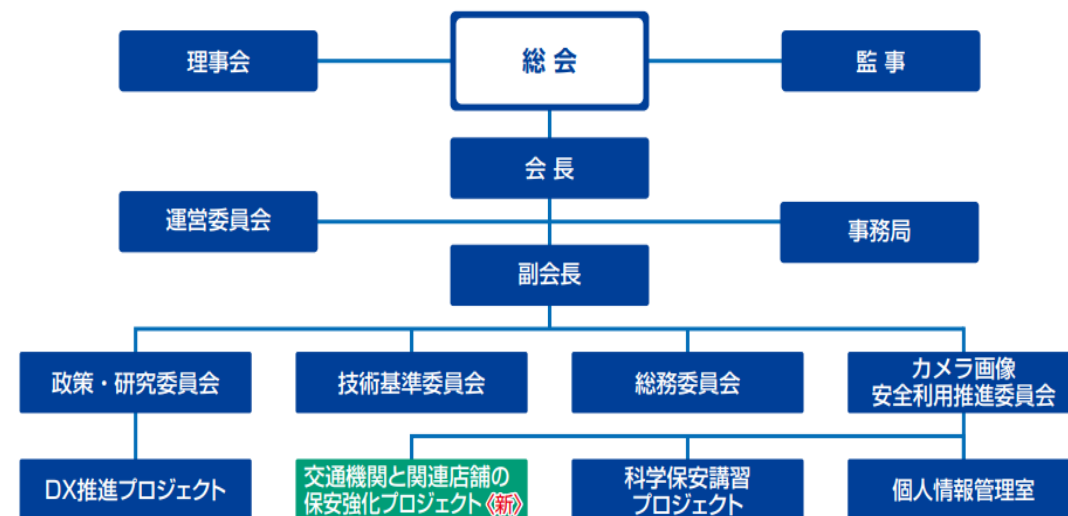 理事会
総 会
監 事
会 長
運営委員会
事務局
副会長
政策・研究委員会
技術基準委員会
総務委員会
カメラ画像
安全利用推進委員会
DX推進プロジェクト
交通機関と関連店舗の
保安強化プロジェクト《新》
科学保安講習
プロジェクト
個人情報管理室